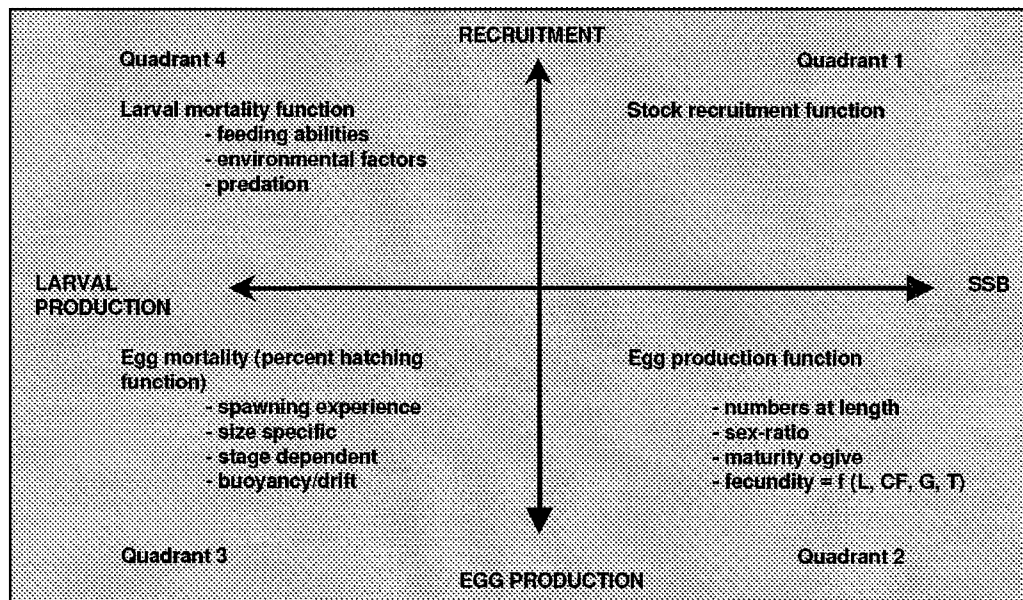 RECRUITMENT
Quadrant 4
Quadrant 1
Larval mortality function
- feeding abilities
- environmental factors
- predation
Stock recruitment function
LARVAL
PRODUCTION
SSB
Egg mortality (percent hatching
function)
- spawning experience
- size specific
- stage dependent
- buoyancy/drift
Egg production function
- numbers at length
- sex-ratio
- maturity ogive
- fecundity = f (L, CF, G, T)
Quadrant 3
Quadrant 2
EGG PRODUCTION